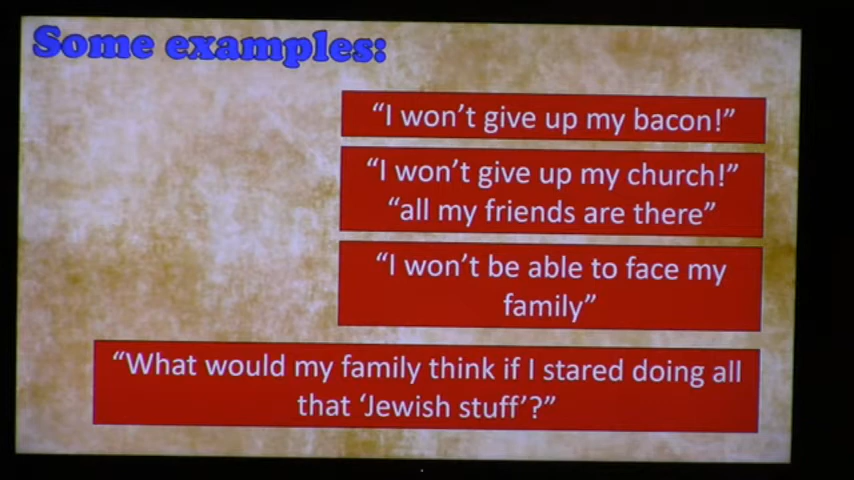 Some examples:
“I won’t give up my bacon!”
“I won’t give up my church!”
“all my friends are there”
“I won’t be able to face my
family”
“What would my family think if I stared doing all
that ‘Jewish stuff’?”